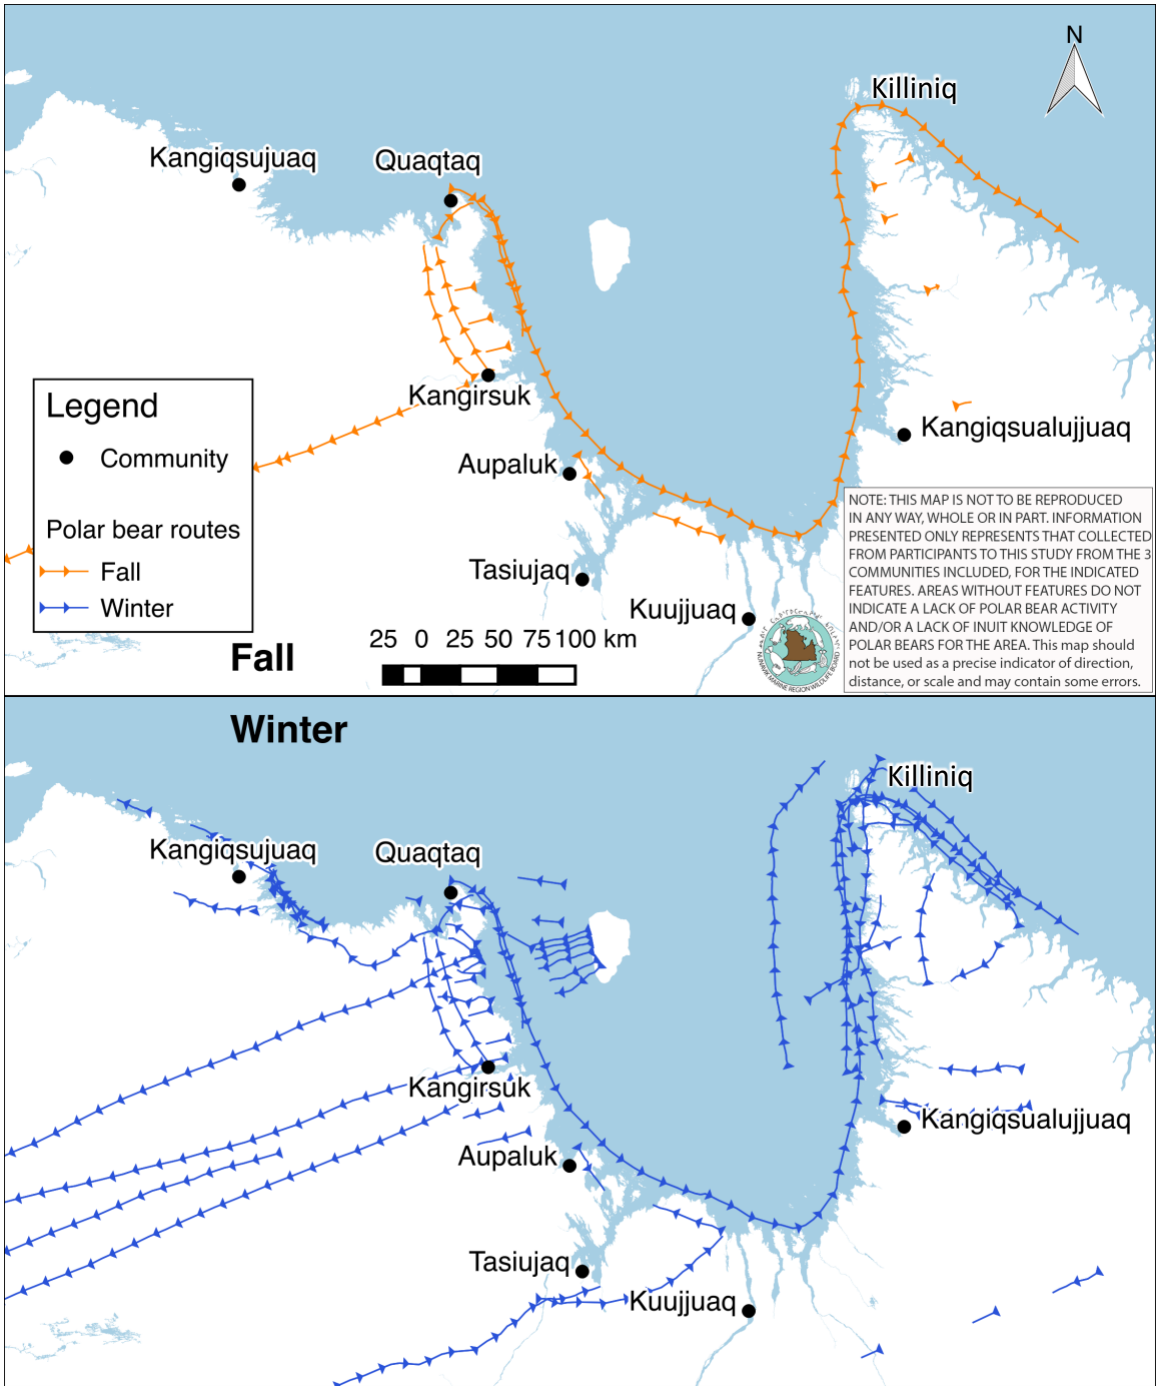 N
Killiniq
Kangiqsujuaq
Quaqtaq
Kangirsuk
Kangiqsualujjuaq
Aupaluk
Tasiujaq
Kuujjuaq
Legend
Community
Polar bear routes
Fall
Winter
Fall
25 0 25 50 75 100 km
NOTE: THIS MAP IS NOT TO BE REPRODUCED
IN ANY WAY, WHOLE OR IN PART. INFORMATION
PRESENTED ONLY REPRESENTS THAT COLLECTED
FROM PARTICIPANTS TO THIS STUDY FROM THE 3
COMMUNITIES INCLUDED, FOR THE INDICATED
FEATURES. AREAS WITHOUT FEATURES DO NOT
INDICATE A LACK OF POLAR BEAR ACTIVITY
AND/OR A LACK OF INUIT KNOWLEDGE OF
POLAR BEARS FOR THE AREA. This map should
not be used as a precise indicator of direction,
distance, or scale and may contain some errors.
NUNAVIK MARINE REGION WILDLIFE BOARD
Winter
Killiniq
Kangiqsujuaq
Quaqtaq
Kangirsuk
Kangiqsualujjuaq
Aupaluk
Tasiujaq
Kuujjuaq